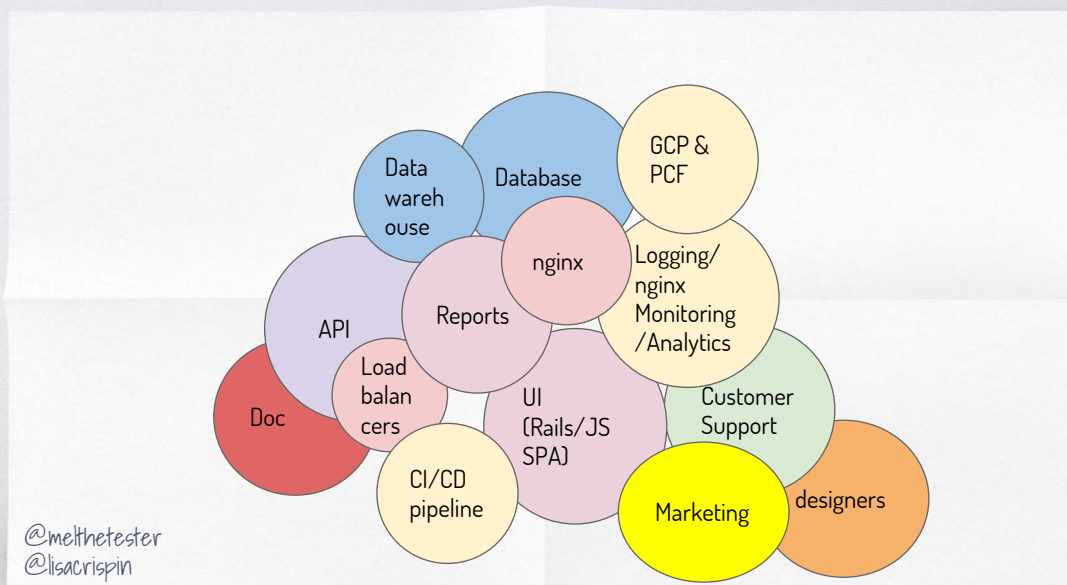 GCP &
PCF
Data
wareh
ouse
Database
nginx
Logging/
nginx
Monitoring
/Analytics
Reports
API
Load
balan
cers
UI
(Rails/JS
SPA)
Customer
Support
Doc
CI/CD
pipeline
Marketing
designers
@melthetester
@lisacrispin